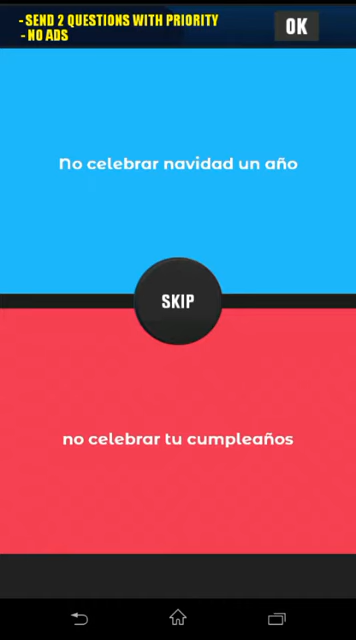 - SEND 2 QUESTIONS WITH PRIORITY
- NO ADS
OK
No celebrar navidad un año
SKIP
no celebrar tu cumpleaños